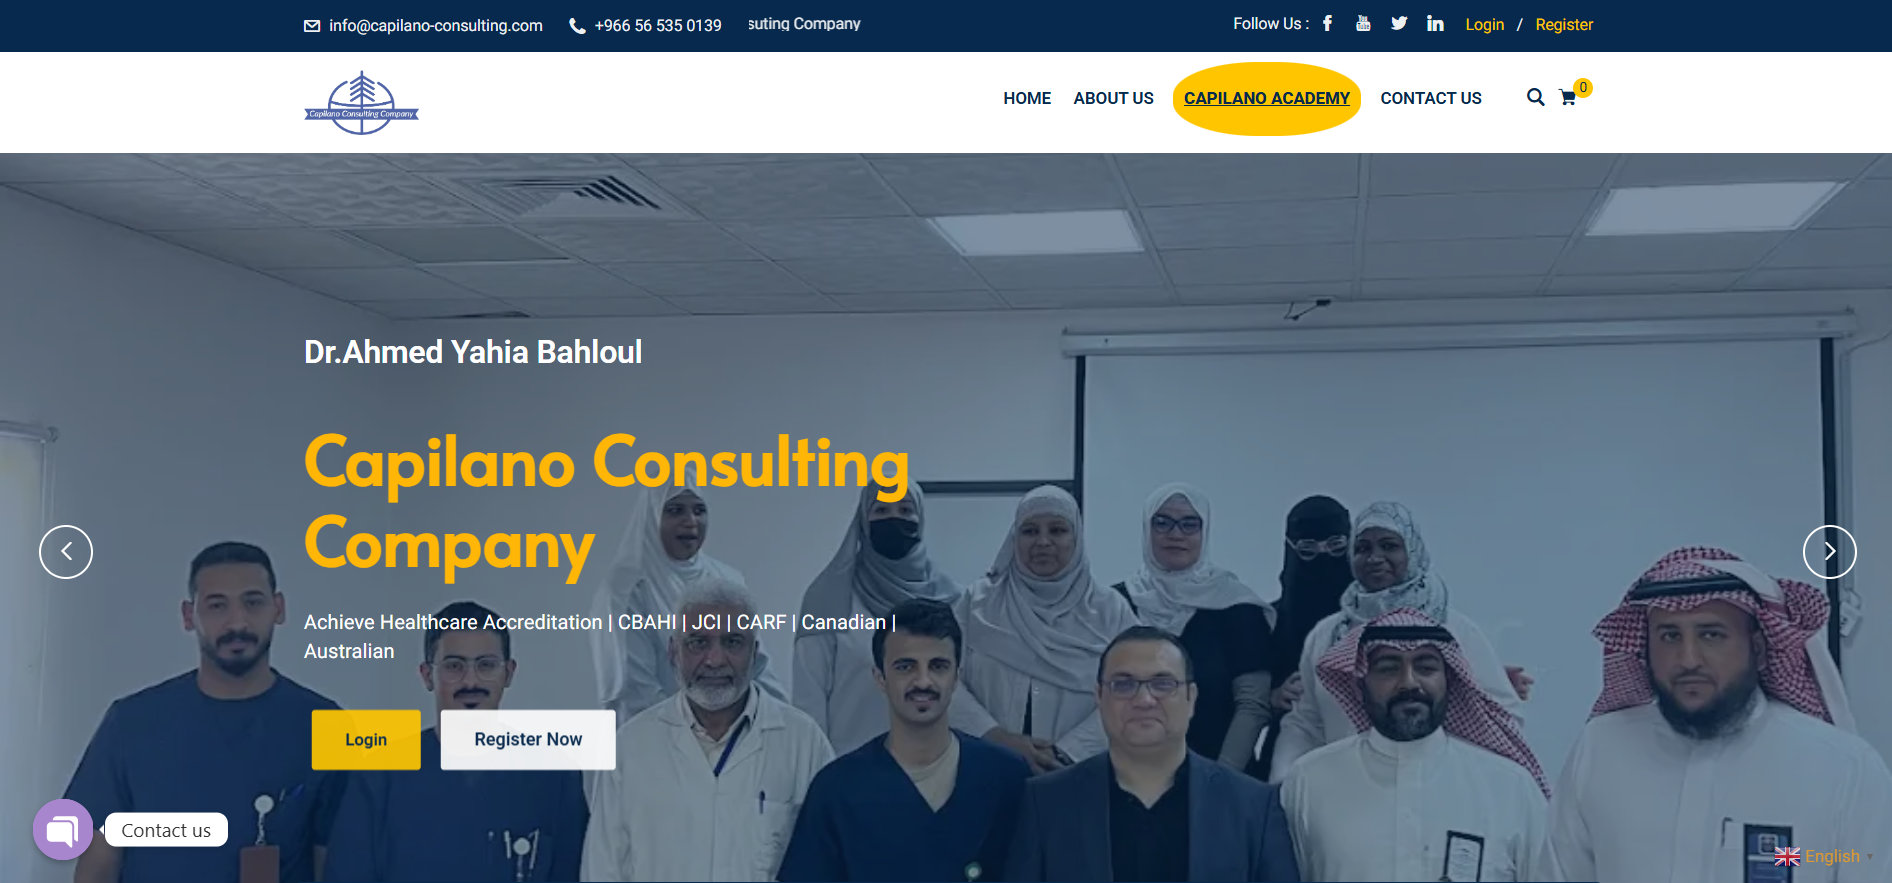 info@capilano-consulting.com
+966 56 535 0139
suting Company
Follow Us :
Login / Register
Capilano Consulting Company
HOME
ABOUT US
CAPILANO ACADEMY
CONTACT US
0
Dr.Ahmed Yahia Bahloul
Capilano Consulting
Company
Achieve Healthcare Accreditation | CBAHI | JCI | CARF | Canadian |
Australian
Login
Register Now
Contact us
English